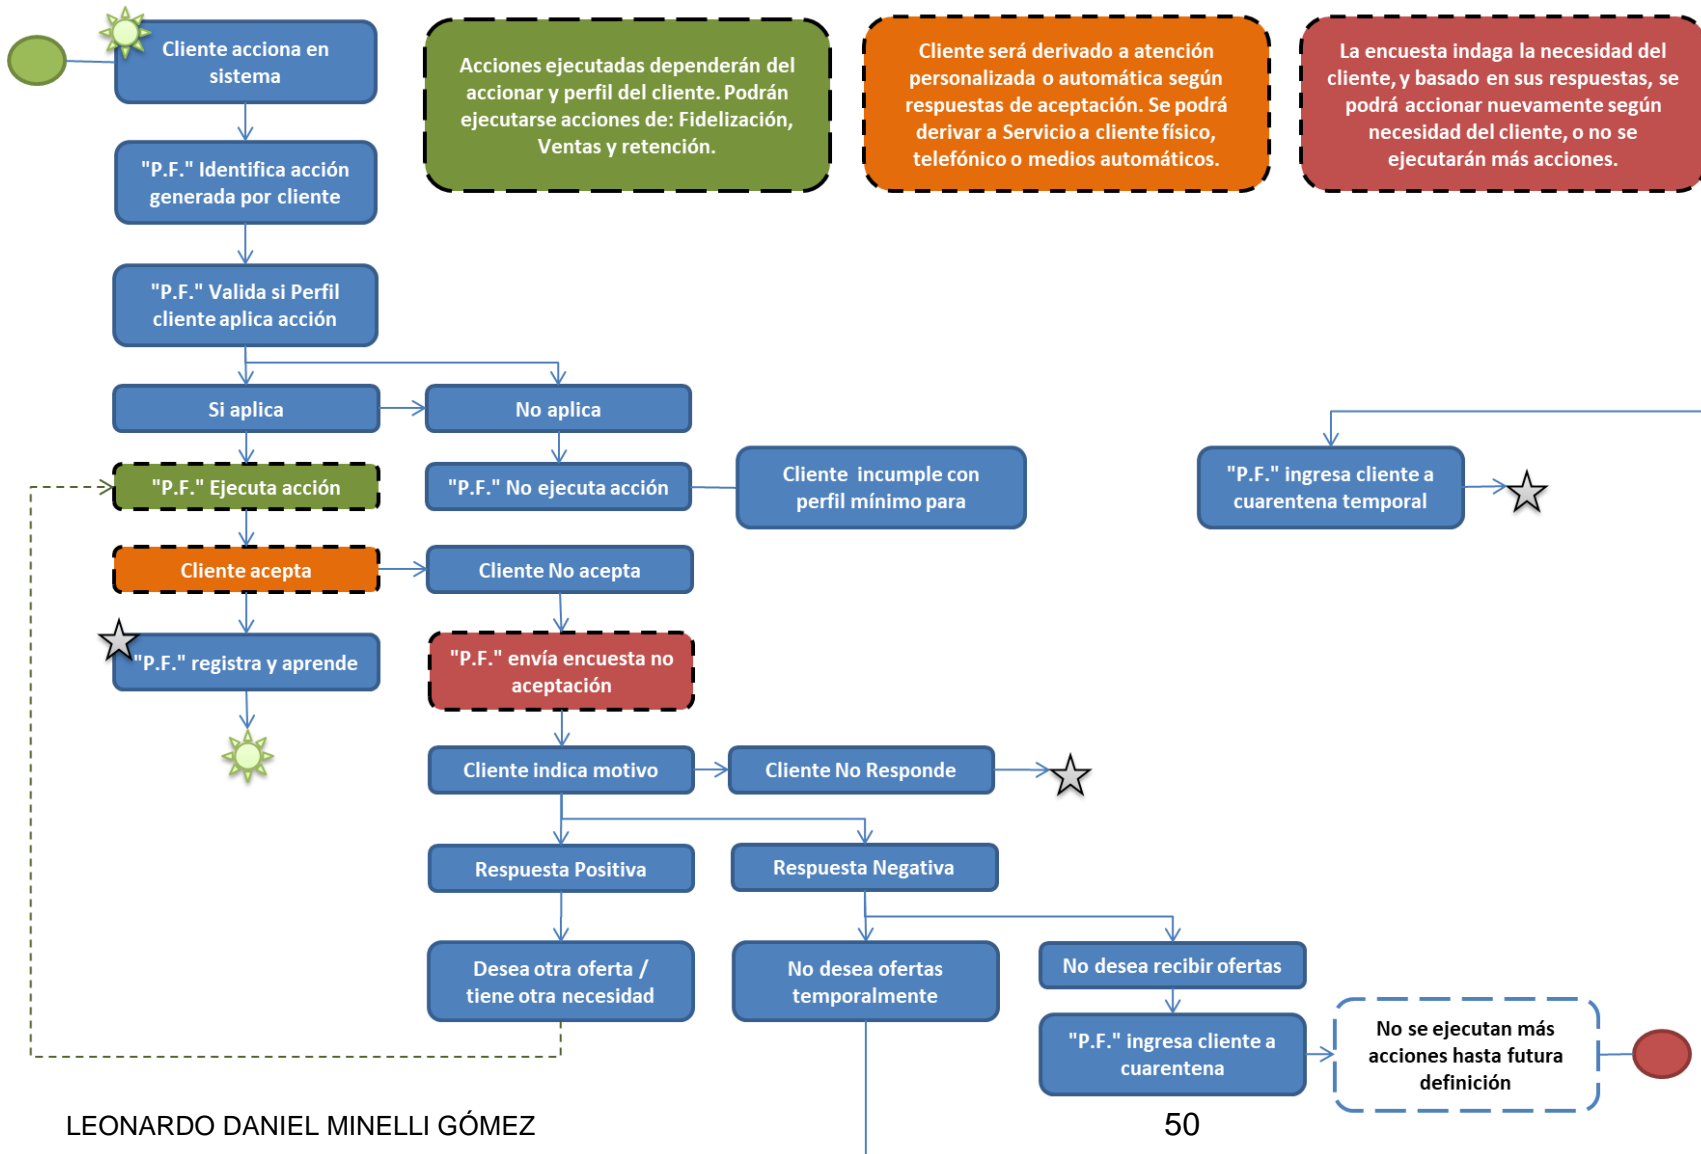 Cliente acciona en
sistema
Acciones ejecutadas dependerán del
accionar y perfil del cliente. Podrán
ejecutarse acciones de: Fidelización,
Ventas y retención.
Cliente será derivado a atención
personalizada o automática según
respuestas de aceptación. Se podrá
derivar a Servicio a cliente físico,
telefónico o medios automáticos.
La encuesta indaga la necesidad del
cliente, y basado en sus respuestas, se
podrá accionar nuevamente según
necesidad del cliente, o no se
ejecutarán más acciones.
"P.F." Identifica acción
generada por cliente
"P.F." Valida si Perfil
cliente aplica acción
Si aplica
No aplica
"P.F." Ejecuta acción
"P.F." No ejecuta acción
Cliente incumple con
perfil mínimo para
"P.F." ingresa cliente a
cuarentena temporal
Cliente acepta
Cliente No acepta
"P.F." registra y aprende
"P.F." envía encuesta no
aceptación
Cliente indica motivo
Cliente No Responde
Respuesta Positiva
Respuesta Negativa
Desea otra oferta /
tiene otra necesidad
No desea ofertas
temporalmente
No desea recibir ofertas
"P.F." ingresa cliente a
cuarentena
No se ejecutan más
acciones hasta futura
definición
LEONARDO DANIEL MINELLI GÓMEZ
50